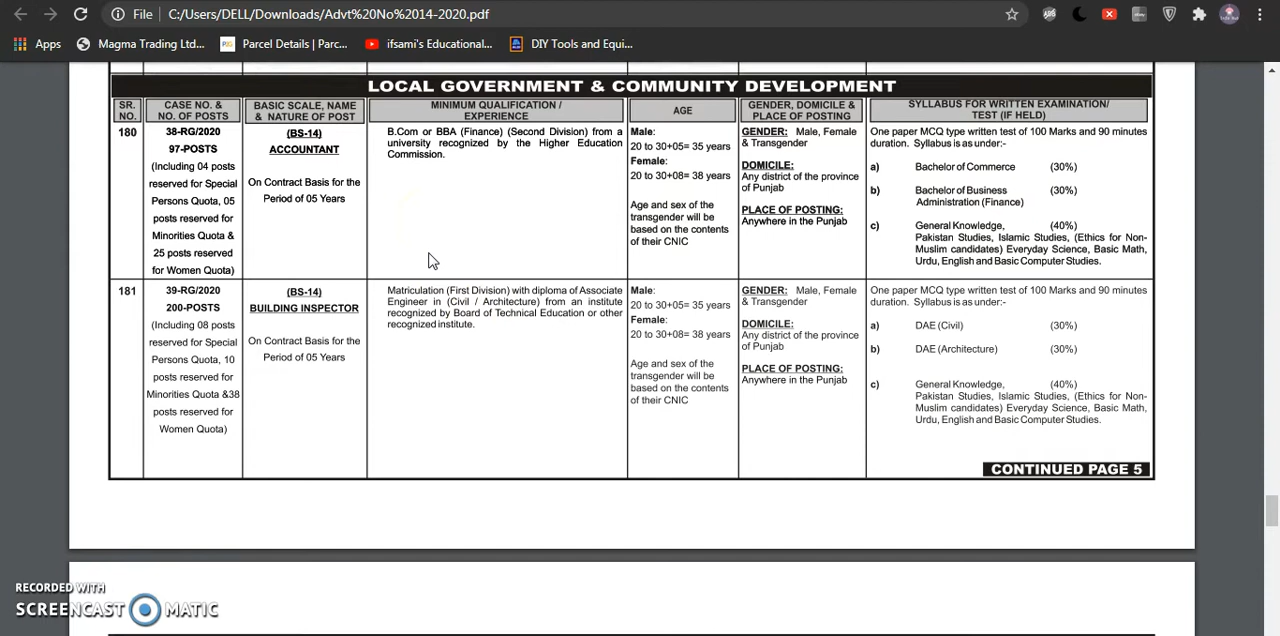 File C:/Users/DELL/Downloads/Advt%20No%2014-2020.pdf
Apps Magma Trading Ltd... Parcel Details | Parc... ifsami's Educational... DIY Tools and Equi...
LOCAL GOVERNMENT & COMMUNITY DEVELOPMENT
SR. NO.
CASE NO. & NO. OF POSTS
BASIC SCALE, NAME & NATURE OF POST
MINIMUM QUALIFICATION / EXPERIENCE
AGE
GENDER, DOMICILE & PLACE OF POSTING
SYLLABUS FOR WRITTEN EXAMINATION/ TEST (IF HELD)
180
38-RG/2020
97-POSTS
(Including 04 posts
reserved for Special
Persons Quota, 05
posts reserved for
Minorities Quota &
25 posts reserved
for Women Quota)
(BS-14)
ACCOUNTANT
On Contract Basis for the
Period of 05 Years
B.Com or BBA (Finance) (Second Division) from a
university recognized by the Higher Education
Commission.
Male:
20 to 30+05= 35 years
Female:
20 to 30+08= 38 years
Age and sex of the
transgender will be
based on the contents
of their CNIC
GENDER: Male, Female
& Transgender
DOMICILE:
Any district of the province
of Punjab
PLACE OF POSTING:
Anywhere in the Punjab
One paper MCQ type written test of 100 Marks and 90 minutes
duration. Syllabus is as under:-
a) Bachelor of Commerce (30%)
b) Bachelor of Business (30%)
Administration (Finance)
c) General Knowledge, (40%)
Pakistan Studies, Islamic Studies, (Ethics for Non-
Muslim candidates) Everyday Science, Basic Math,
Urdu, English and Basic Computer Studies.
181
39-RG/2020
200-POSTS
(Including 08 posts
reserved for Special
Persons Quota, 10
posts reserved for
Minorities Quota &38
posts reserved for
Women Quota)
(BS-14)
BUILDING INSPECTOR
On Contract Basis for the
Period of 05 Years
Matriculation (First Division) with diploma of Associate
Engineer in (Civil / Architecture) from an institute
recognized by Board of Technical Education or other
recognized institute.
Male:
20 to 30+05= 35 years
Female:
20 to 30+08= 38 years
Age and sex of the
transgender will be
based on the contents
of their CNIC
GENDER: Male, Female
& Transgender
DOMICILE:
Any district of the province
of Punjab
PLACE OF POSTING:
Anywhere in the Punjab
One paper MCQ type written test of 100 Marks and 90 minutes
duration. Syllabus is as under:-
a) DAE (Civil) (30%)
b) DAE (Architecture) (30%)
c) General Knowledge, (40%)
Pakistan Studies, Islamic Studies, (Ethics for Non-
Muslim candidates) Everyday Science, Basic Math,
Urdu, English and Basic Computer Studies.
CONTINUED PAGE 5
RECORDED WITH
SCREENCAST MATIC